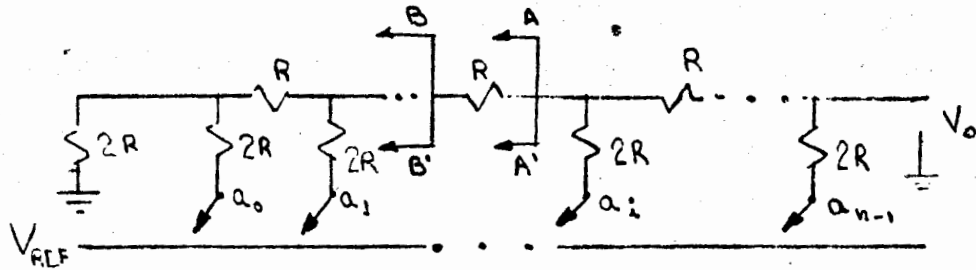 B A
R R R
V₀
2R 2R 2R 2R 2R
B' A'
a₀ a₁ aᵢ aₙ₋₁
V_REF